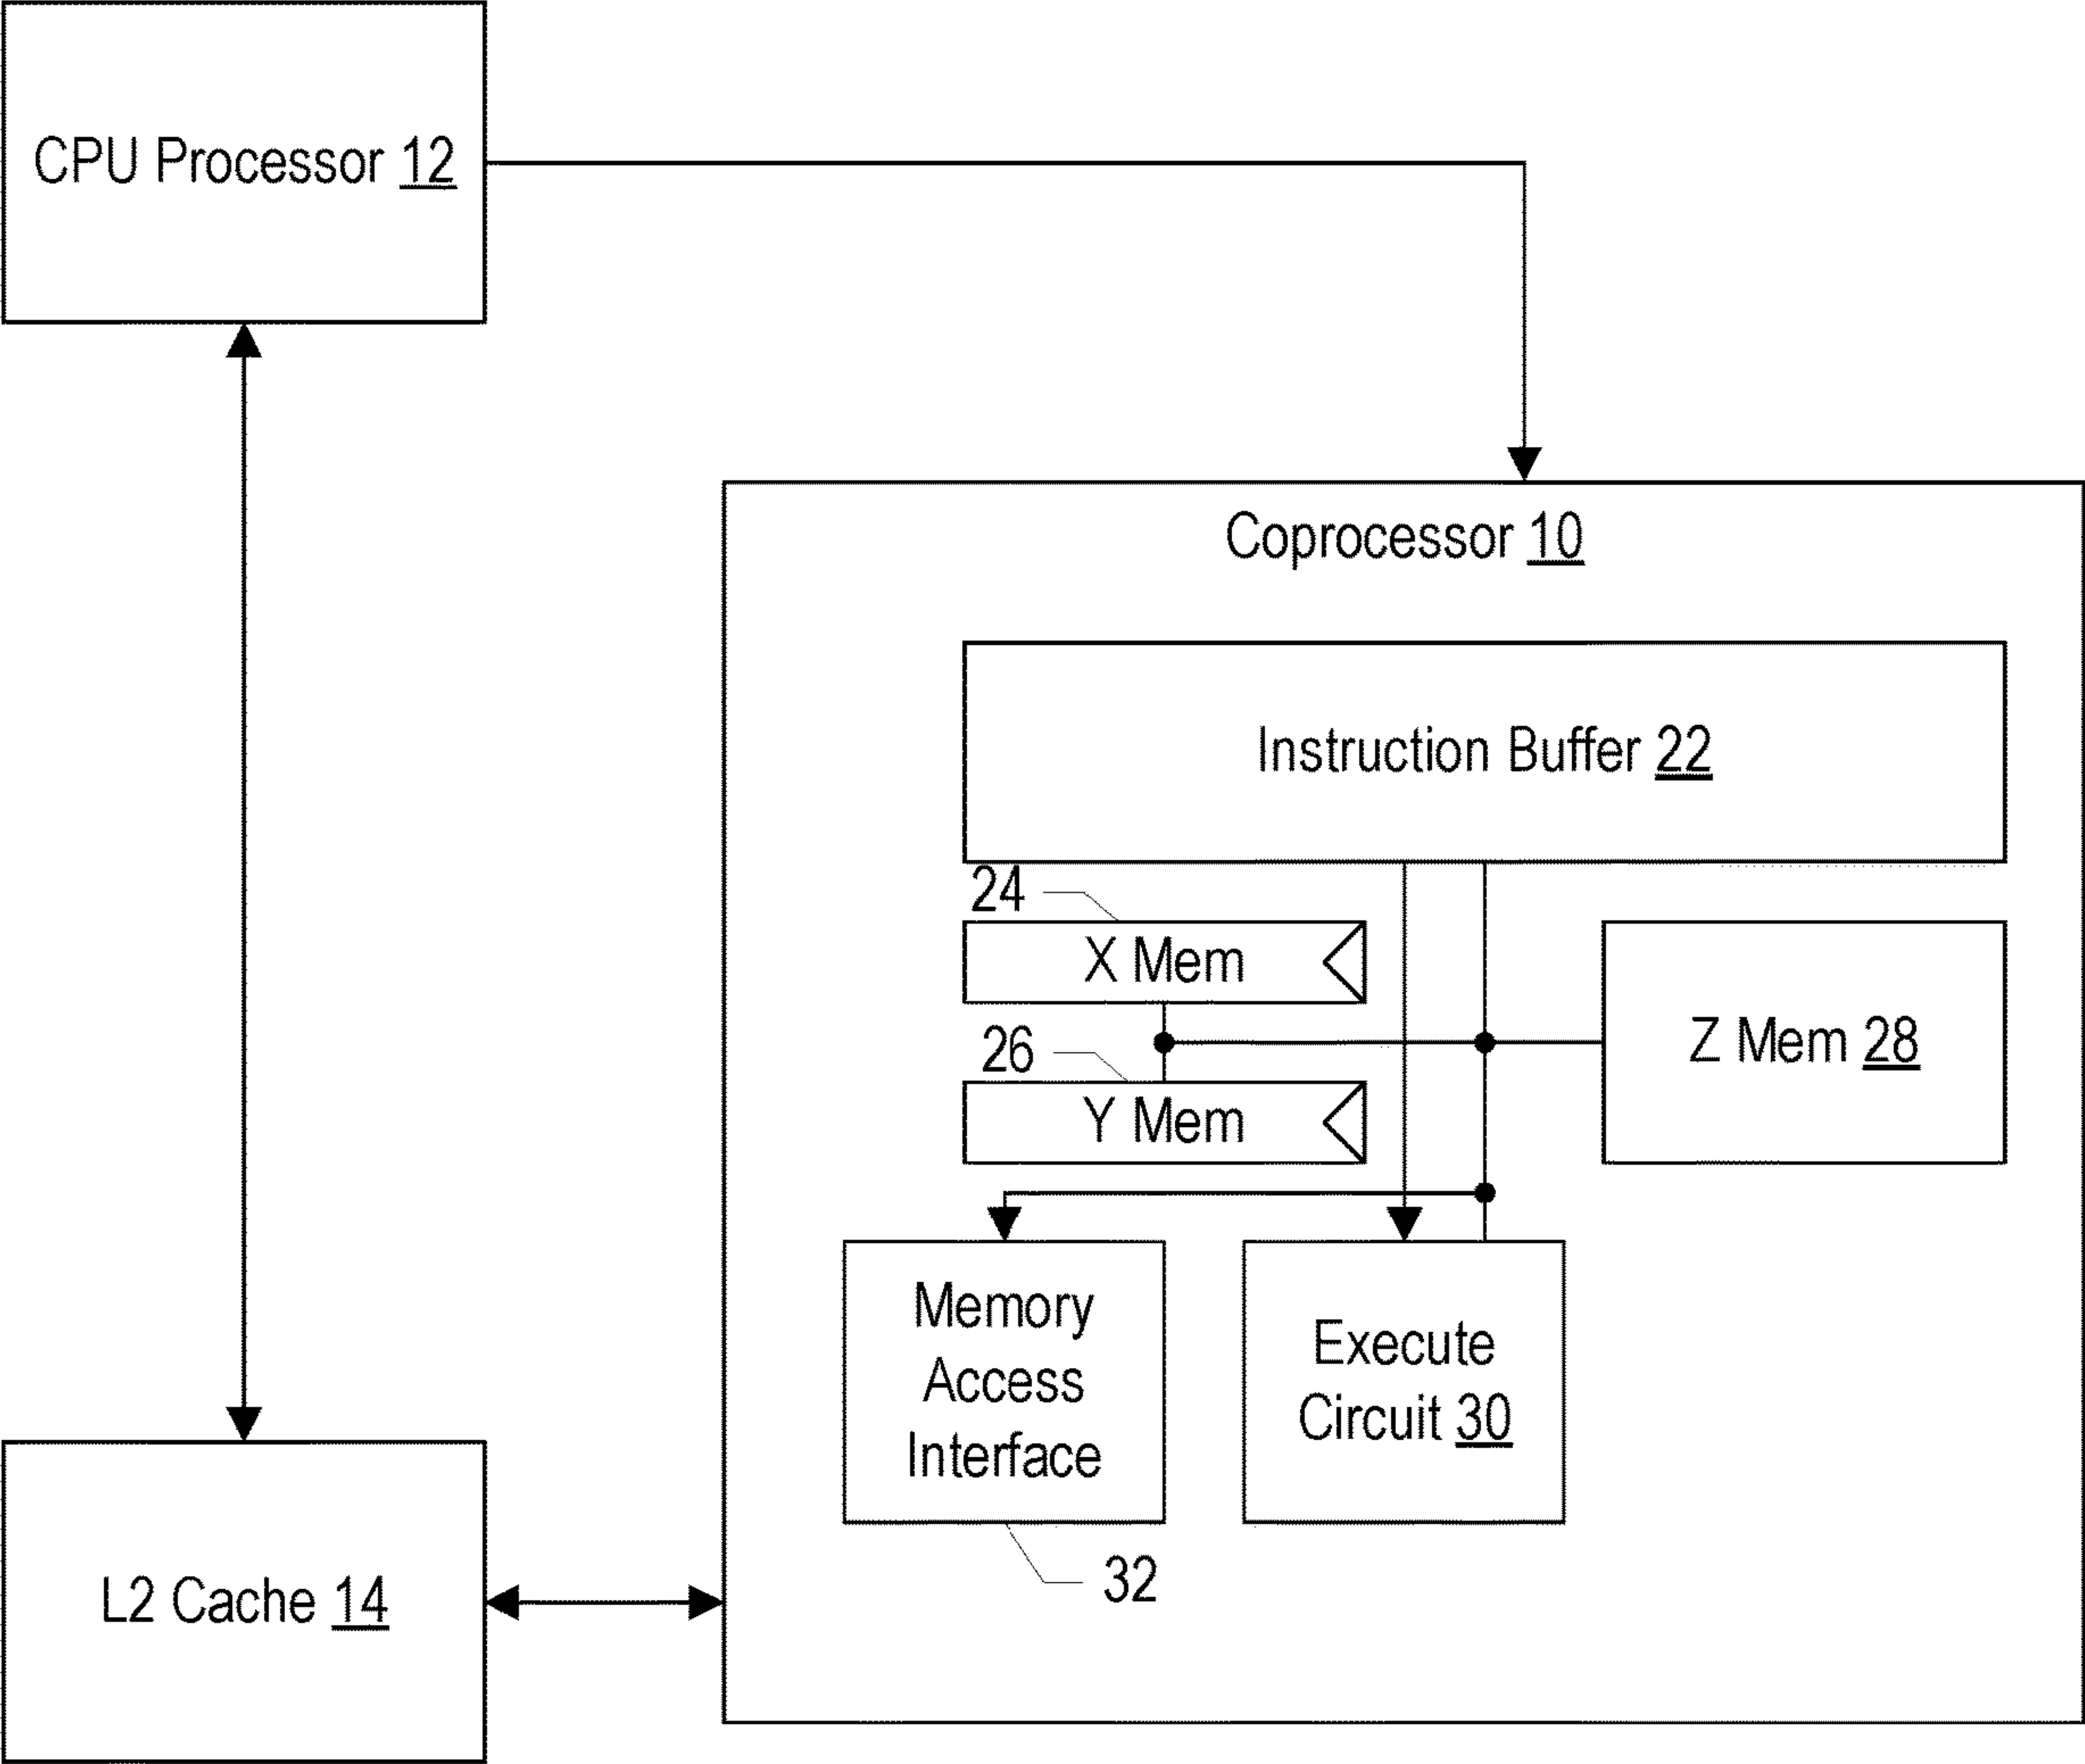 CPU Processor 12
Coprocessor 10
Instruction Buffer 22
24
X Mem
26
Y Mem
Z Mem 28
Memory
Access
Interface
32
Execute
Circuit 30
L2 Cache 14